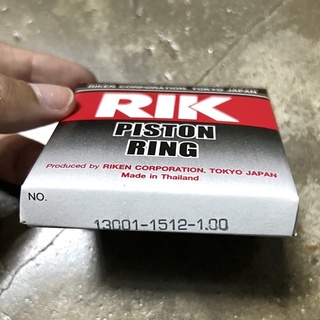 RIKEN CORPORATION, TOKYO JAPAN
RIK
PISTON
RING
Produced by RIKEN CORPORATION. TOKYO JAPAN
Made in Thailand
NO.
13001-1512-1.00